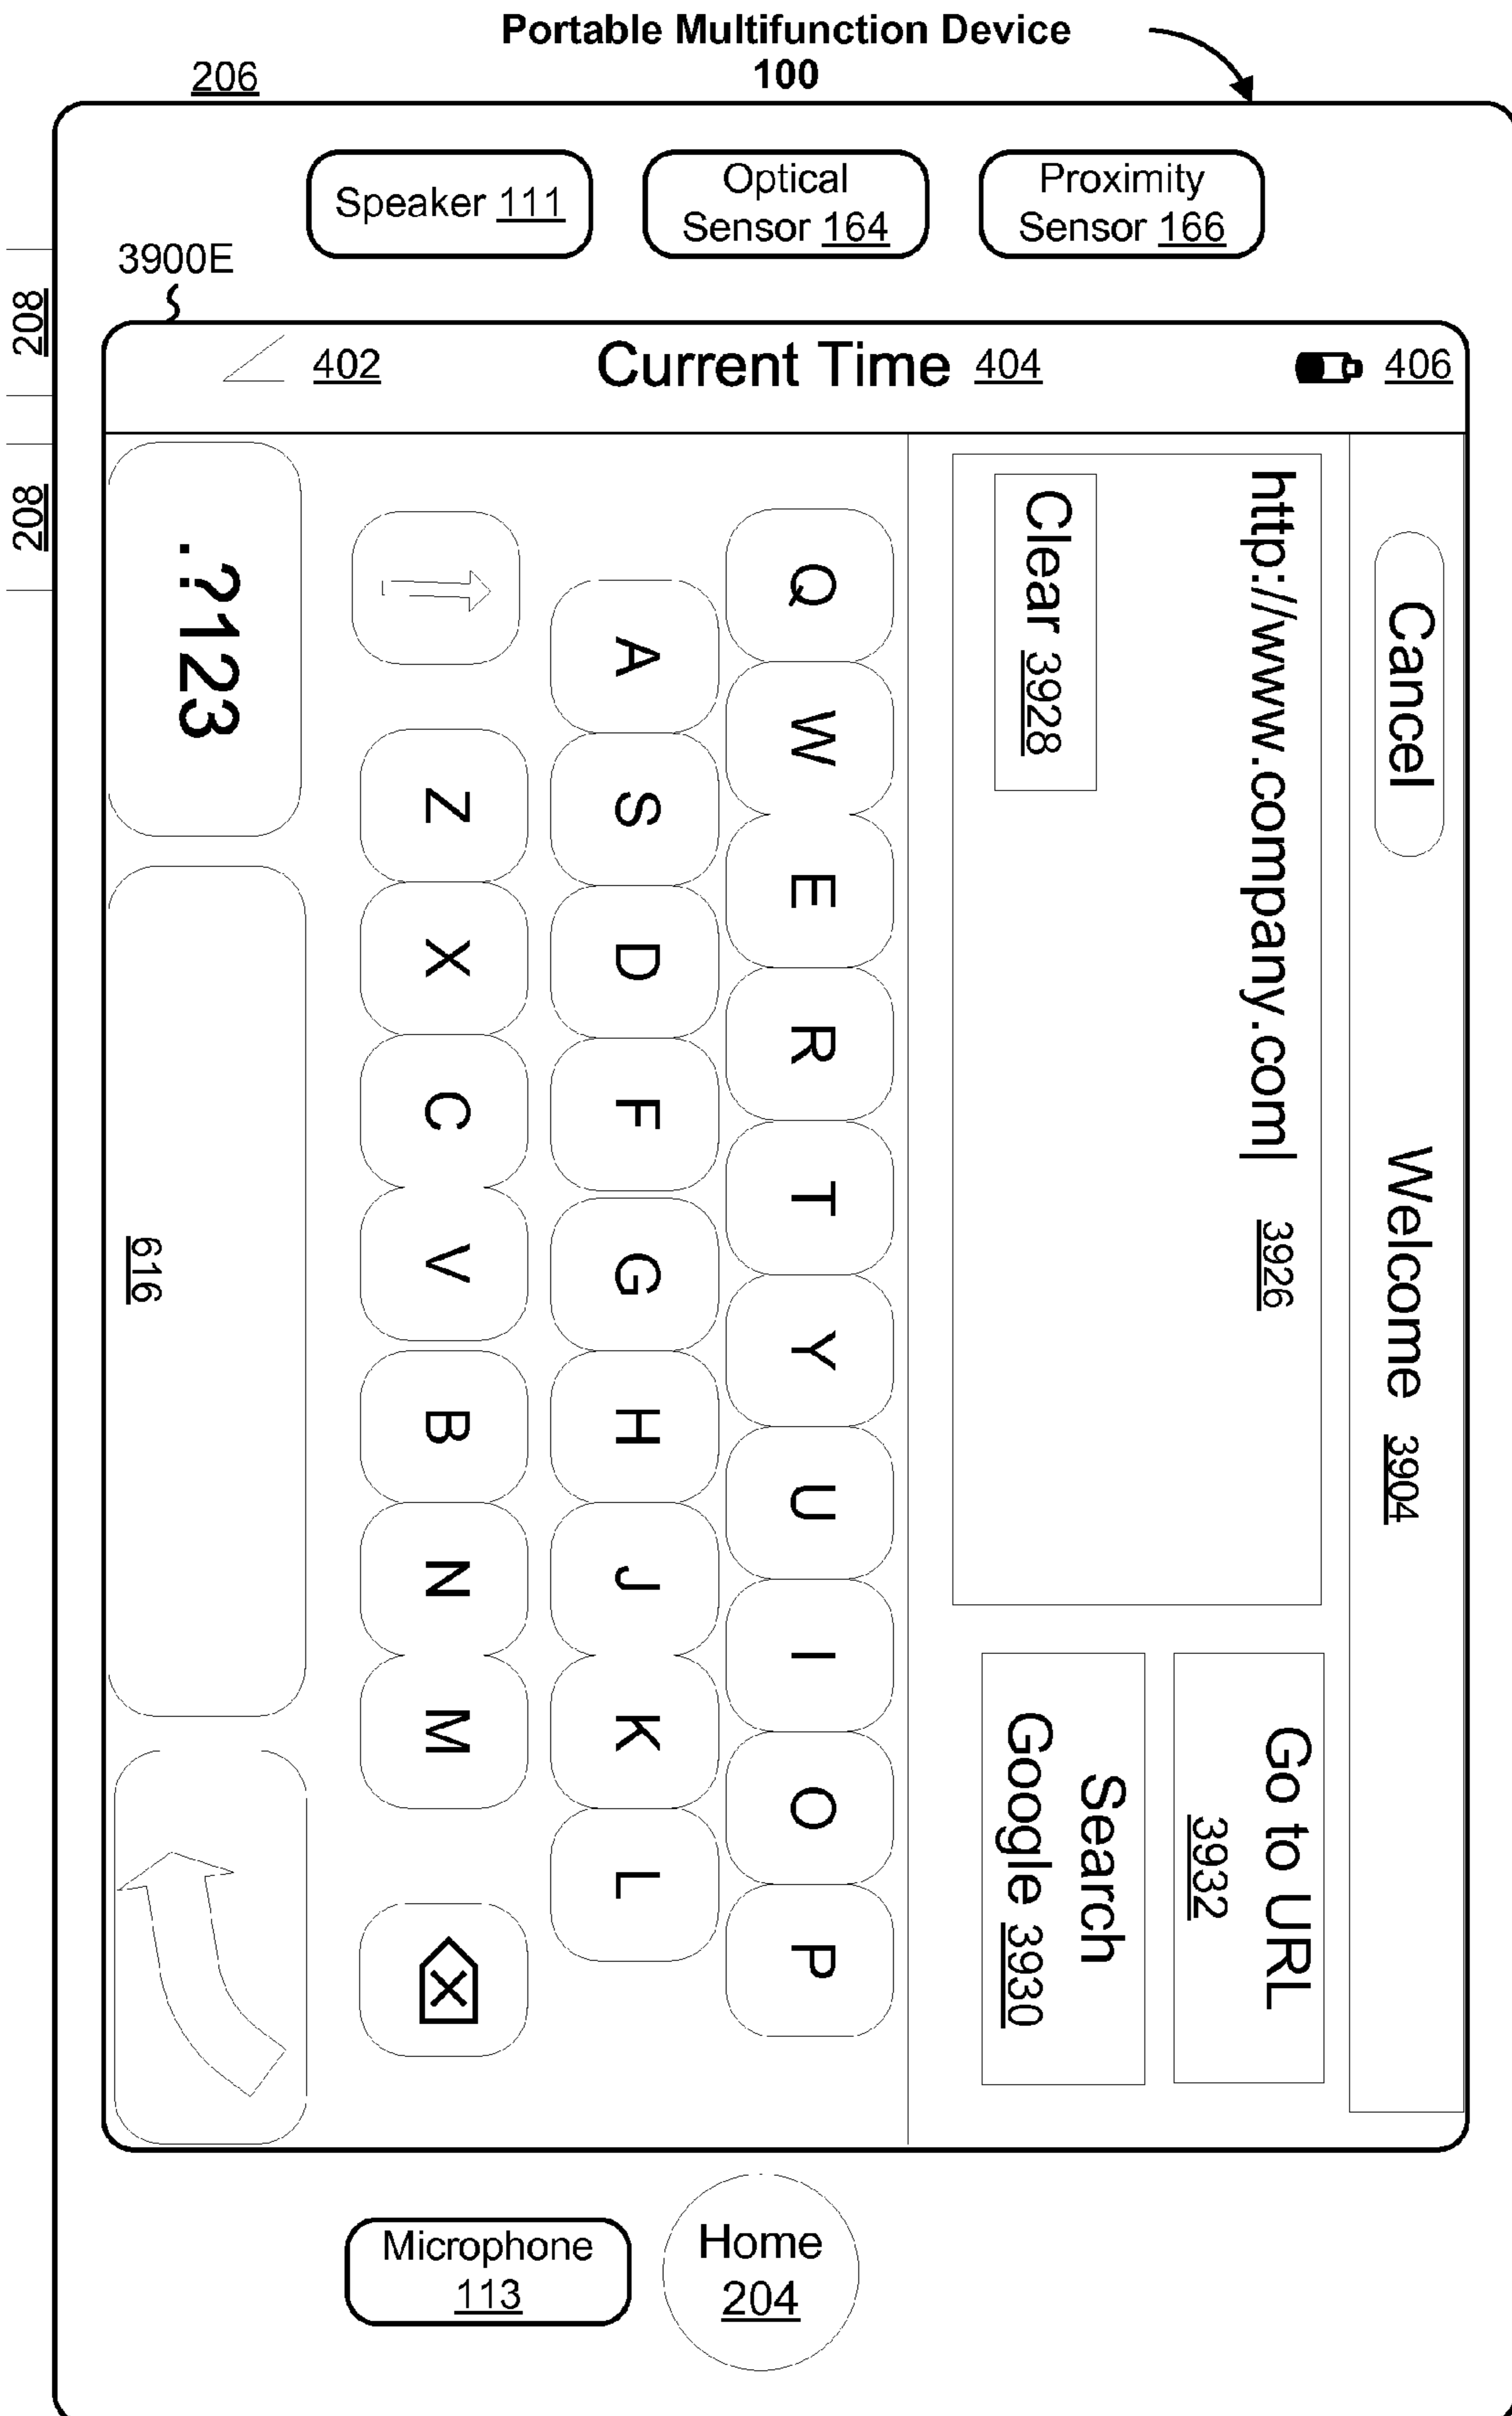 Portable Multifunction Device
100
206
Speaker 111
Optical
Sensor 164
Proximity
Sensor 166
3900E
208
208
402
Current Time 404
406
Cancel
Welcome 3904
http://www.company.com|
3926
Clear 3928
Go to URL
3932
Search
Google 3930
Q W E R T Y U I O P
A S D F G H J K L
Z X C V B N M
.?123
616
Microphone
113
Home
204